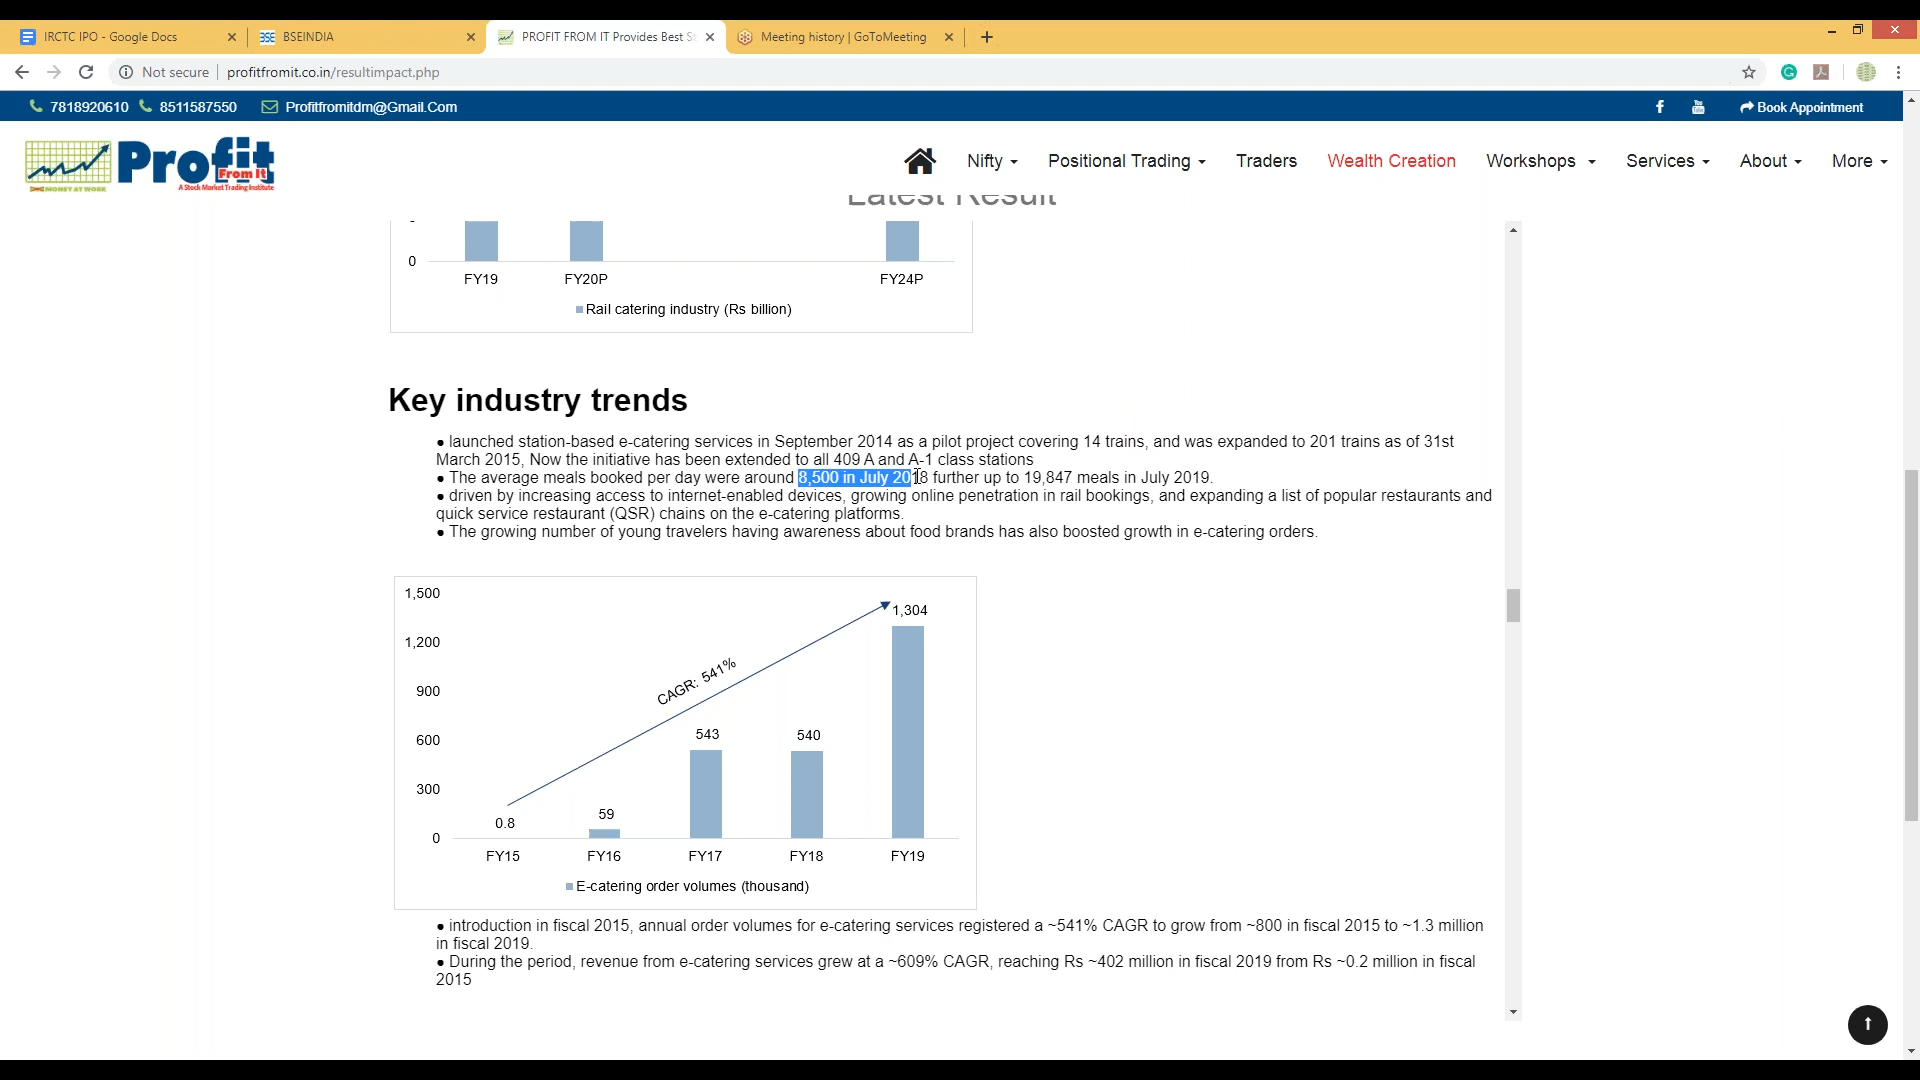 IRCTC IPO - Google Docs
BSEINDIA
PROFIT FROM IT Provides Best S
Meeting history | GoToMeeting
Not secure
profitfromit.co.in/resultimpact.php
7818920610
8511587550
Profitfromitdm@Gmail.Com
Book Appointment
Profit
From It
A Stock Market Trading Institute
MONEY AT WORK
Nifty
Positional Trading
Traders
Wealth Creation
Workshops
Services
About
More
Latest Result
0
FY19
FY20P
FY24P
Rail catering industry (Rs billion)
Key industry trends
● launched station-based e-catering services in September 2014 as a pilot project covering 14 trains, and was expanded to 201 trains as of 31st
March 2015, Now the initiative has been extended to all 409 A and A-1 class stations
● The average meals booked per day were around 8,500 in July 2018 further up to 19,847 meals in July 2019.
● driven by increasing access to internet-enabled devices, growing online penetration in rail bookings, and expanding a list of popular restaurants and
quick service restaurant (QSR) chains on the e-catering platforms.
● The growing number of young travelers having awareness about food brands has also boosted growth in e-catering orders.
1,500
1,200
900
600
300
0
CAGR: 541%
0.8
59
543
540
1,304
FY15
FY16
FY17
FY18
FY19
E-catering order volumes (thousand)
● introduction in fiscal 2015, annual order volumes for e-catering services registered a ~541% CAGR to grow from ~800 in fiscal 2015 to ~1.3 million
in fiscal 2019.
● During the period, revenue from e-catering services grew at a ~609% CAGR, reaching Rs ~402 million in fiscal 2019 from Rs ~0.2 million in fiscal
2015